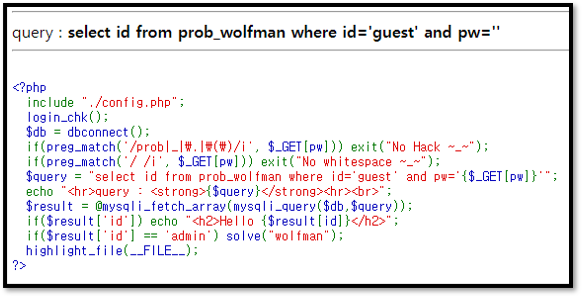 query : select id from prob_wolfman where id='guest' and pw=''
<?php
include "./config.php";
login_chk();
$db = dbconnect();
if(preg_match('/prob|_|₩.|₩(₩)/i', $_GET[pw])) exit("No Hack ~_~");
if(preg_match('/ /i', $_GET[pw])) exit("No whitespace ~_~");
$query = "select id from prob_wolfman where id='guest' and pw='{$_GET[pw]}'";
echo "<hr>query : <strong>{$query}</strong><hr><br>";
$result = @mysqli_fetch_array(mysqli_query($db,$query));
if($result['id']) echo "<h2>Hello {$result[id]}</h2>";
if($result['id'] == 'admin') solve("wolfman");
highlight_file(__FILE__);
?>